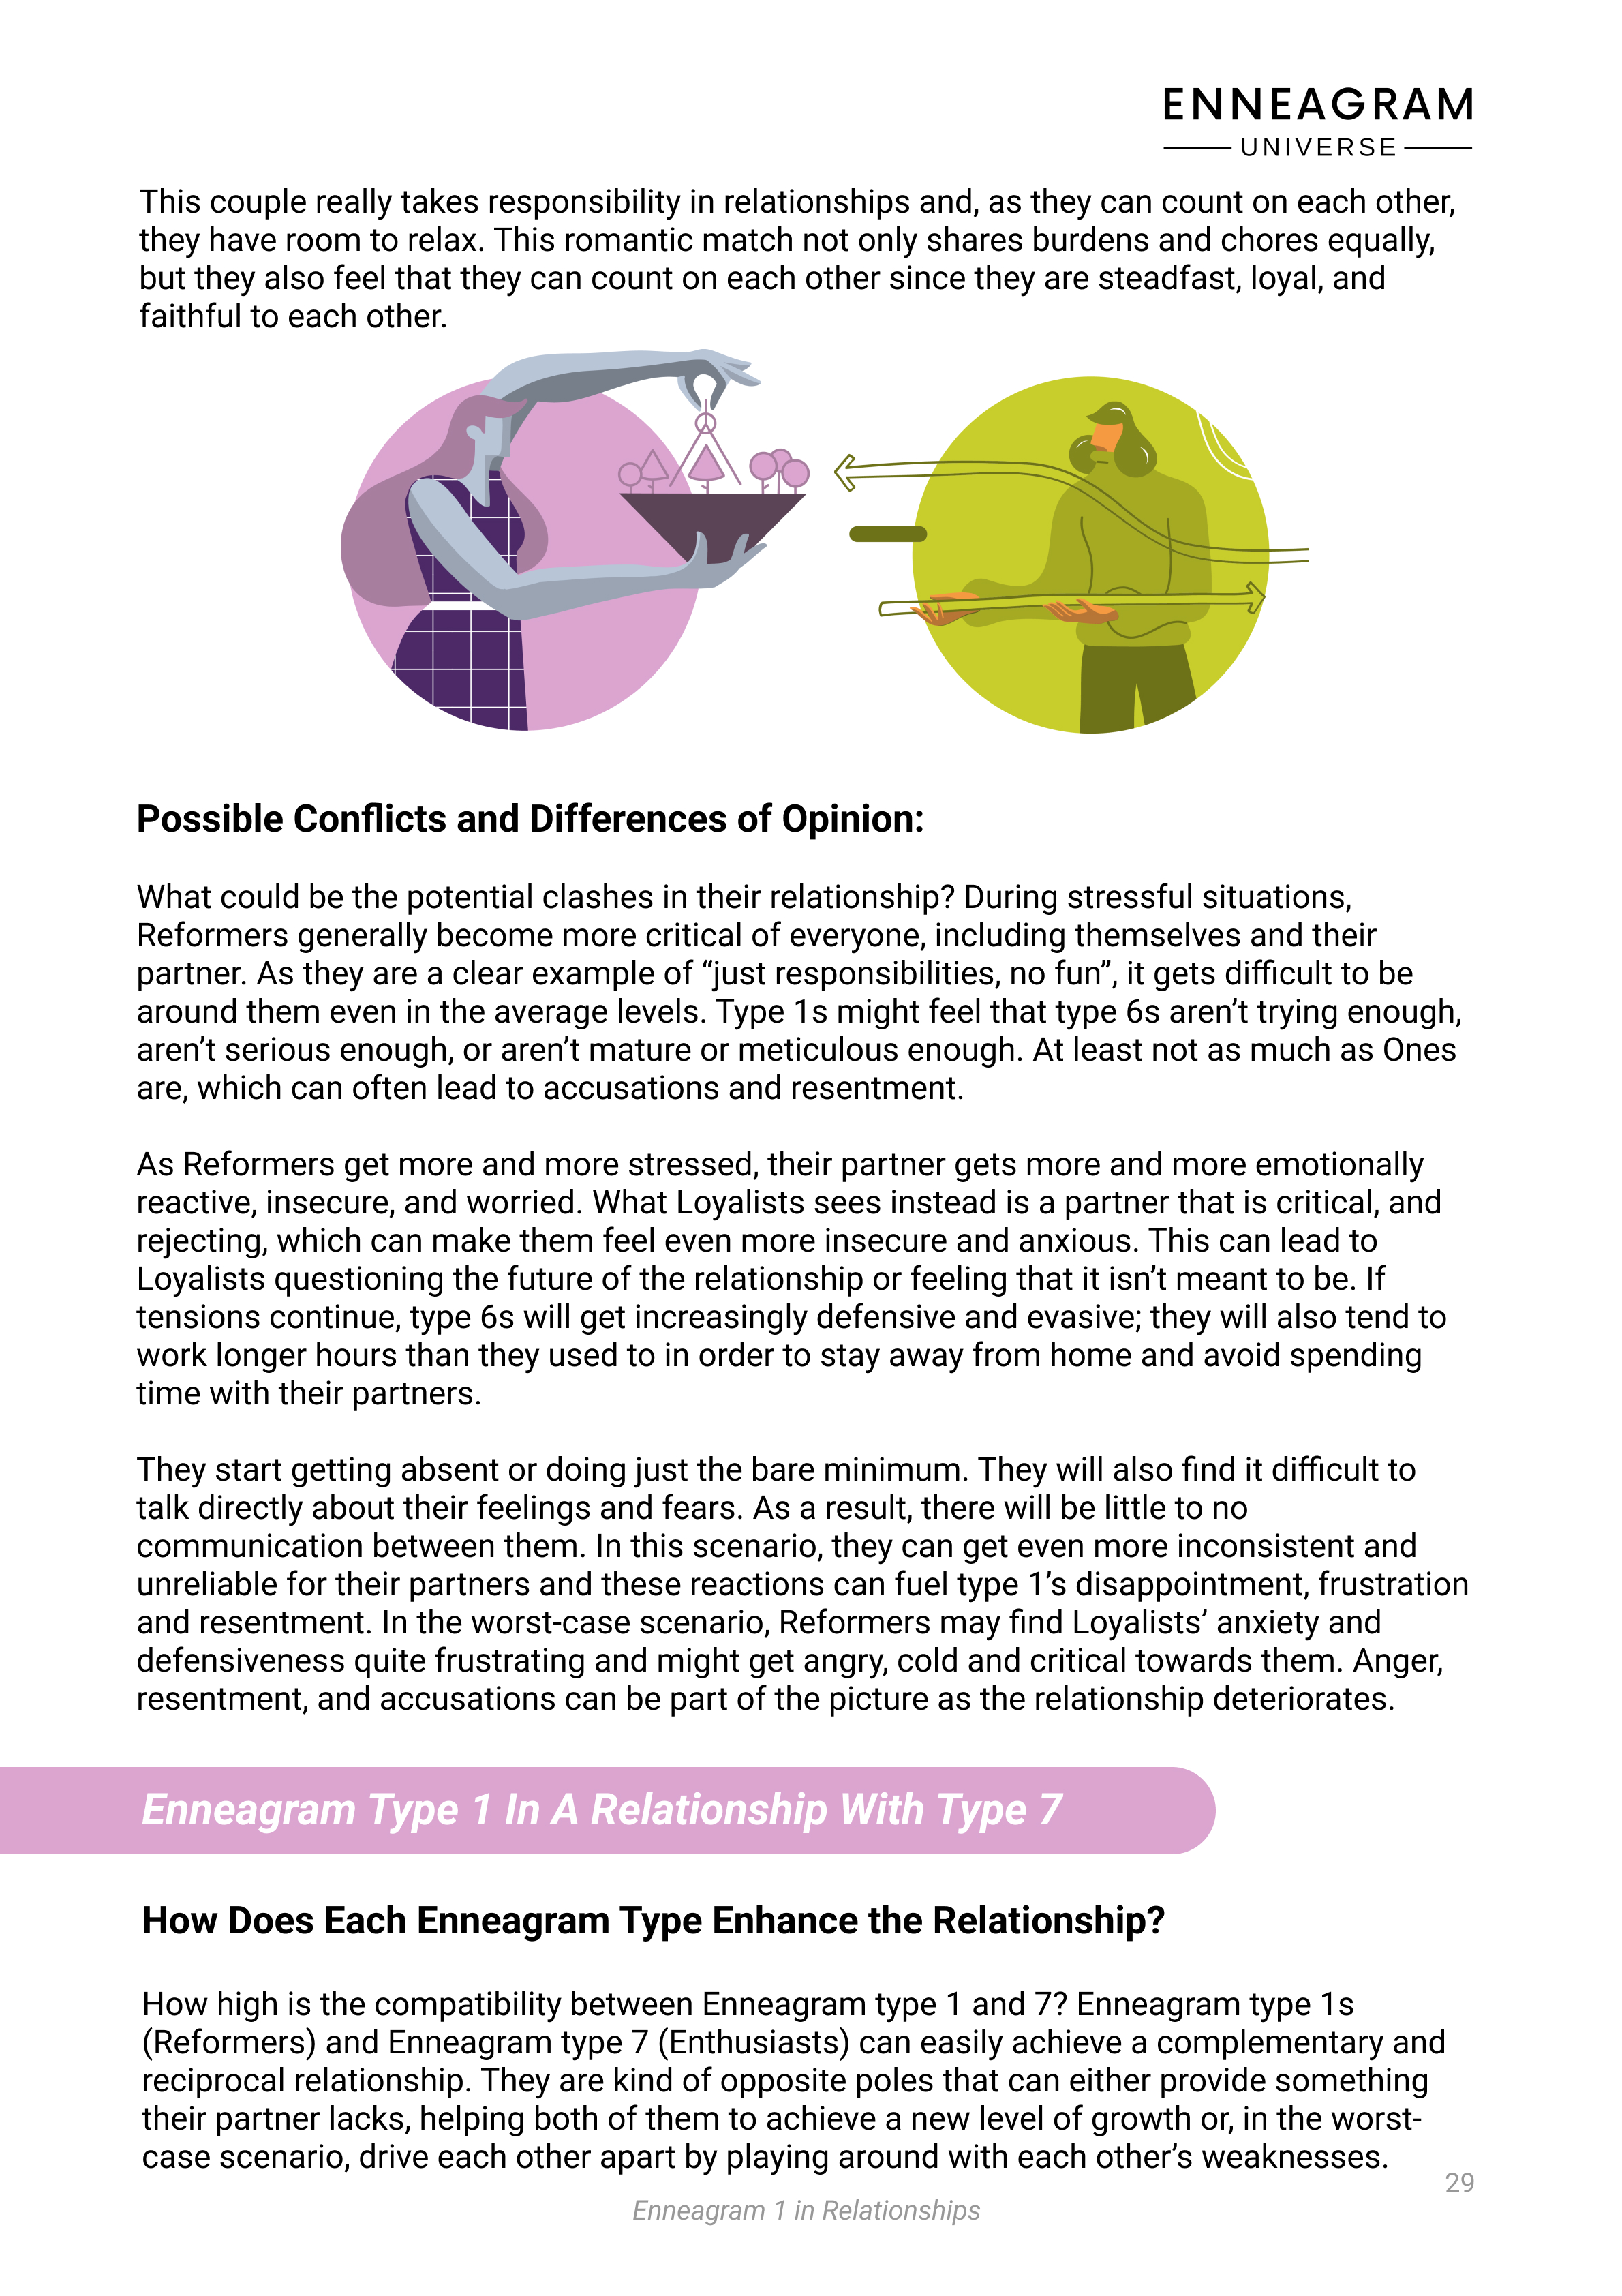 ENNEAGRAM
UNIVERSE
This couple really takes responsibility in relationships and, as they can count on each other,
they have room to relax. This romantic match not only shares burdens and chores equally,
but they also feel that they can count on each other since they are steadfast, loyal, and
faithful to each other.
Possible Conflicts and Differences of Opinion:
What could be the potential clashes in their relationship? During stressful situations,
Reformers generally become more critical of everyone, including themselves and their
partner. As they are a clear example of “just responsibilities, no fun”, it gets difficult to be
around them even in the average levels. Type 1s might feel that type 6s aren’t trying enough,
aren’t serious enough, or aren’t mature or meticulous enough. At least not as much as Ones
are, which can often lead to accusations and resentment.
As Reformers get more and more stressed, their partner gets more and more emotionally
reactive, insecure, and worried. What Loyalists sees instead is a partner that is critical, and
rejecting, which can make them feel even more insecure and anxious. This can lead to
Loyalists questioning the future of the relationship or feeling that it isn’t meant to be. If
tensions continue, type 6s will get increasingly defensive and evasive; they will also tend to
work longer hours than they used to in order to stay away from home and avoid spending
time with their partners.
They start getting absent or doing just the bare minimum. They will also find it difficult to
talk directly about their feelings and fears. As a result, there will be little to no
communication between them. In this scenario, they can get even more inconsistent and
unreliable for their partners and these reactions can fuel type 1’s disappointment, frustration
and resentment. In the worst-case scenario, Reformers may find Loyalists’ anxiety and
defensiveness quite frustrating and might get angry, cold and critical towards them. Anger,
resentment, and accusations can be part of the picture as the relationship deteriorates.
Enneagram Type 1 In A Relationship With Type 7
How Does Each Enneagram Type Enhance the Relationship?
How high is the compatibility between Enneagram type 1 and 7? Enneagram type 1s
(Reformers) and Enneagram type 7 (Enthusiasts) can easily achieve a complementary and
reciprocal relationship. They are kind of opposite poles that can either provide something
their partner lacks, helping both of them to achieve a new level of growth or, in the worst-
case scenario, drive each other apart by playing around with each other’s weaknesses.
29
Enneagram 1 in Relationships